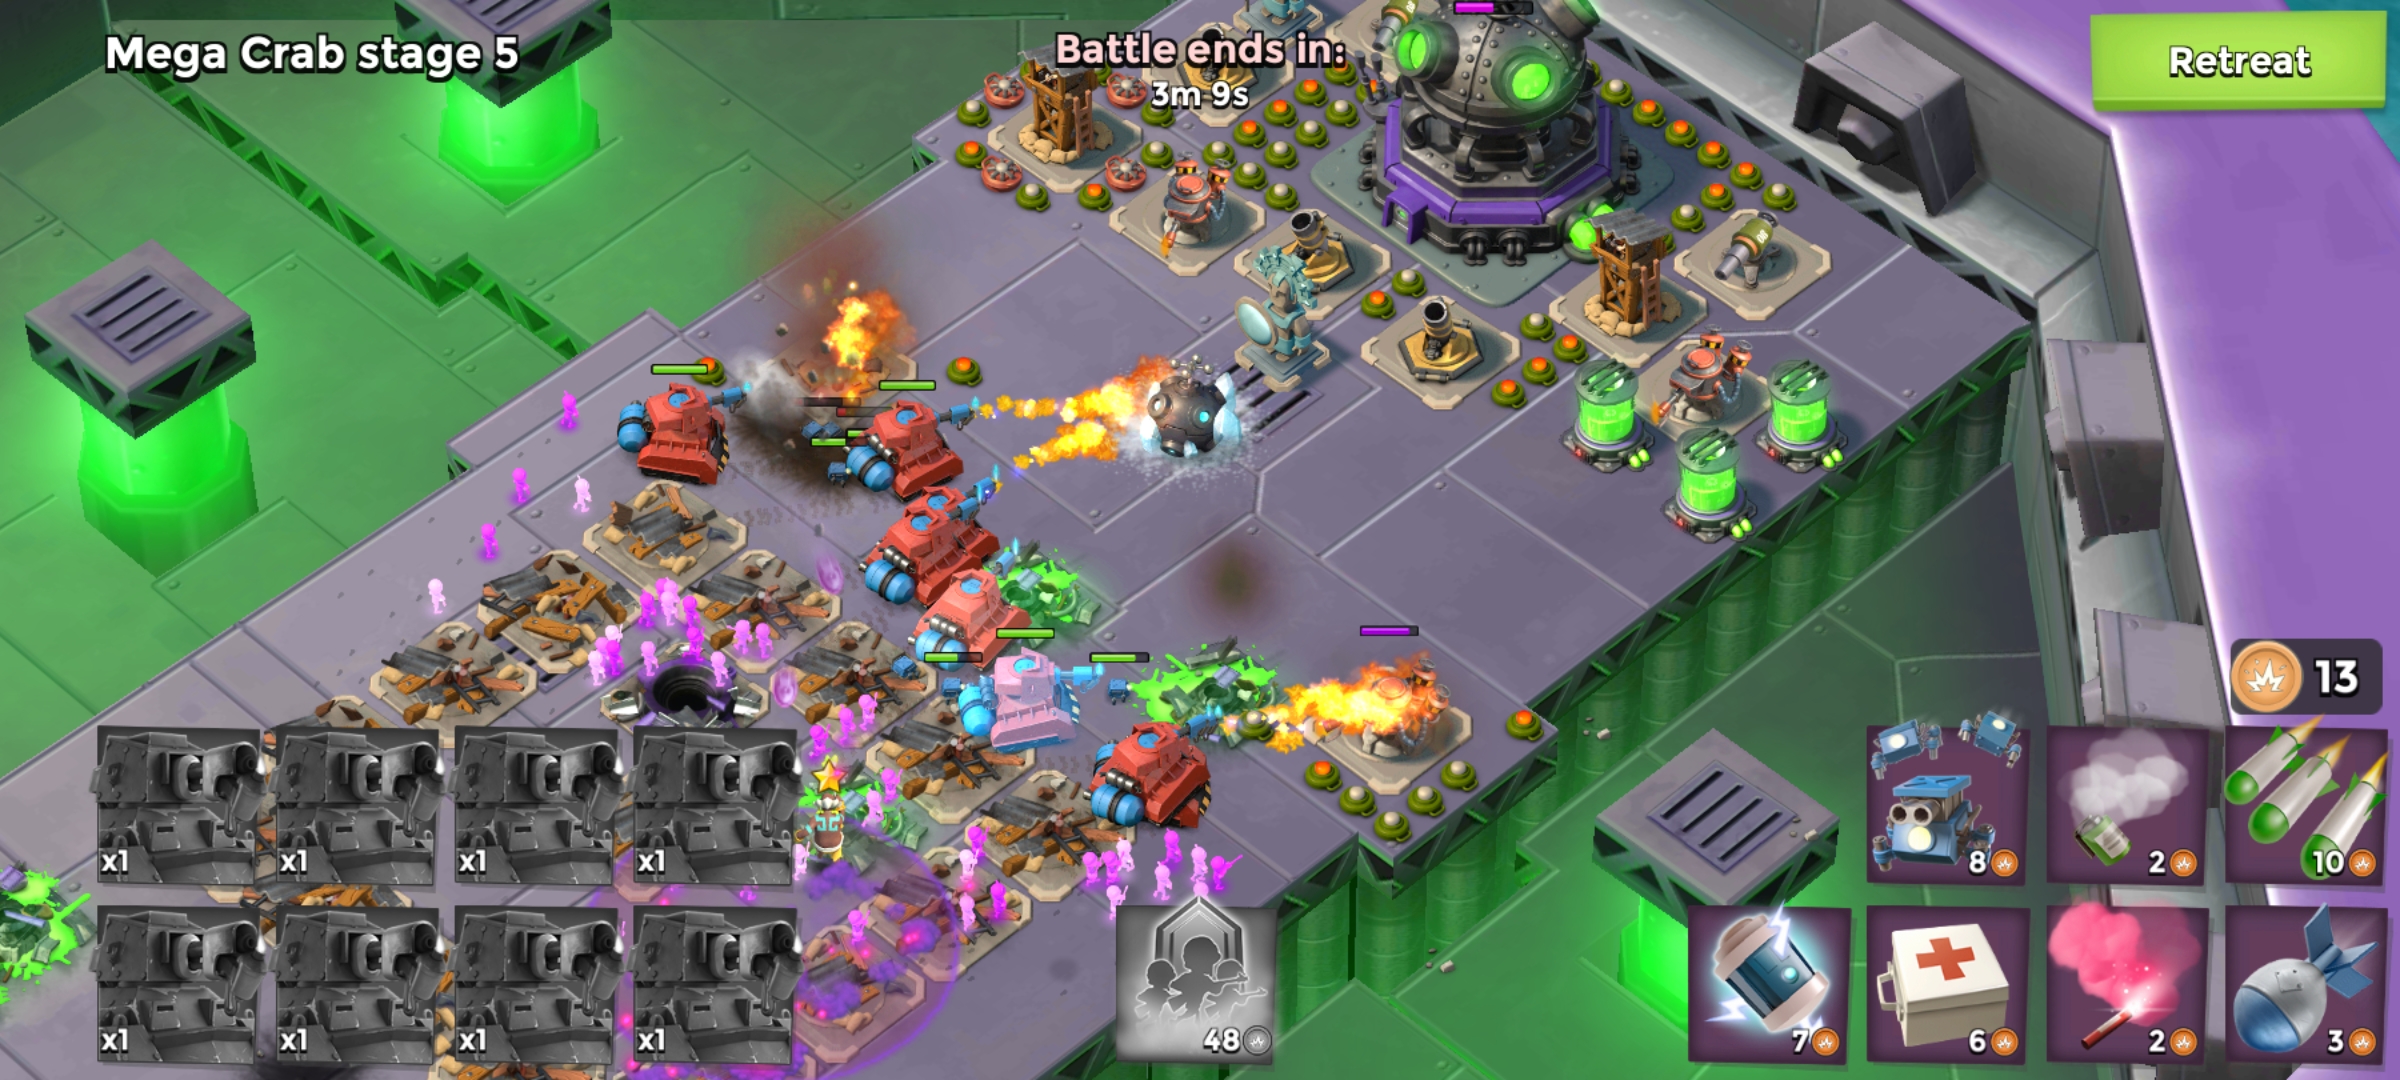 Mega Crab stage 5
Battle ends in:
3m 9s
Retreat
13
x1
x1
x1
x1
8
2
10
x1
x1
x1
x1
48
7
6
2
3